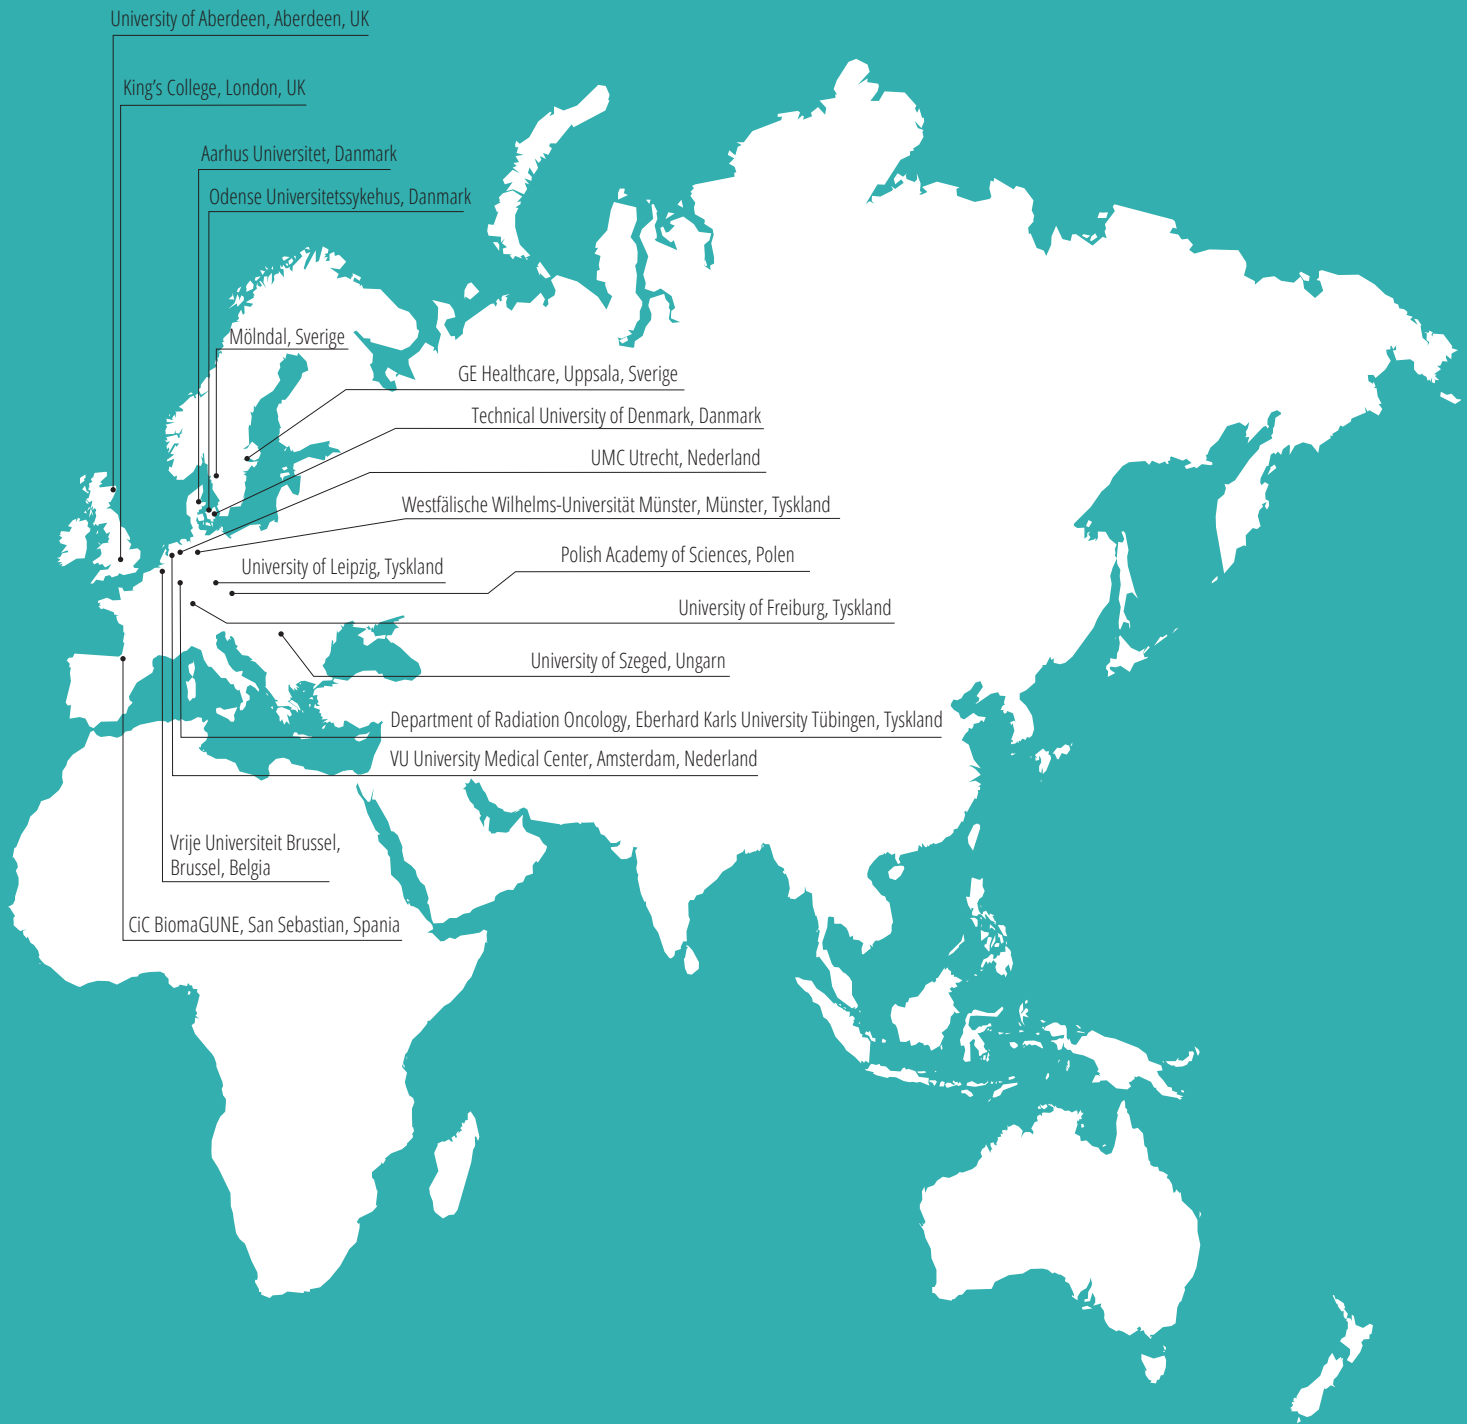 University of Aberdeen, Aberdeen, UK
King's College, London, UK
Aarhus Universitet, Danmark
Odense Universitetssykehus, Danmark
Mölndal, Sverige
GE Healthcare, Uppsala, Sverige
Technical University of Denmark, Danmark
UMC Utrecht, Nederland
Westfälische Wilhelms-Universität Münster, Münster, Tyskland
Polish Academy of Sciences, Polen
University of Leipzig, Tyskland
University of Freiburg, Tyskland
University of Szeged, Ungarn
Department of Radiation Oncology, Eberhard Karls University Tübingen, Tyskland
VU University Medical Center, Amsterdam, Nederland
Vrije Universiteit Brussel,
Brussel, Belgia
CiC BiomaGUNE, San Sebastian, Spania